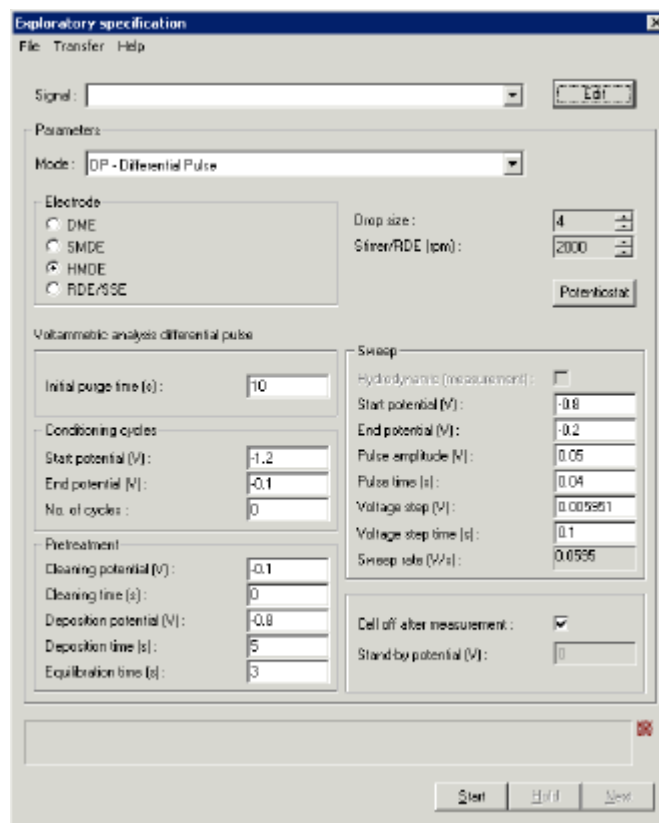 Exploratory specification
File Transfer Help
Signal :
Edit
Parameters
Mode : DP - Differential Pulse
Electrode
DME
SMDE
HMDE
RDE/SSE
Drop size : 4
Stirrer/RDE (rpm) : 2000
Potentiostat
Voltammetric analysis differential pulse
Initial purge time (s) : 10
Conditioning cycles
Start potential (V) : -1.2
End potential (V) : -0.1
No. of cycles : 0
Pretreatment
Cleaning potential (V) : -0.1
Cleaning time (s) : 0
Deposition potential (V) : -0.8
Deposition time (s) : 5
Equilibration time (s) : 3
Sweep
Hydrodynamic (measurement) :
Start potential (V) : -0.8
End potential (V) : -0.2
Pulse amplitude (V) : 0.05
Pulse time (s) : 0.04
Voltage step (V) : 0.005951
Voltage step time (s) : 0.1
Sweep rate (V/s) : 0.0595
Cell off after measurement :
Stand-by potential (V) : 0
Start Hold Next